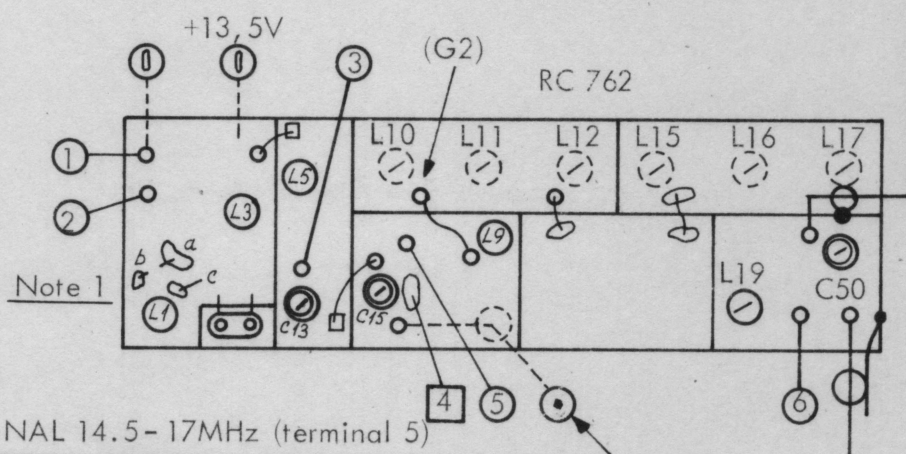 +13,5V
3
(G2)
RC 762
L10 L11 L12 L15 L16 L17
1
L5
2
L3
L9
b a
c
Note 1
L19 C50
L1
C13 C15
4 5 6
NAL 14.5-17MHz (terminal 5)